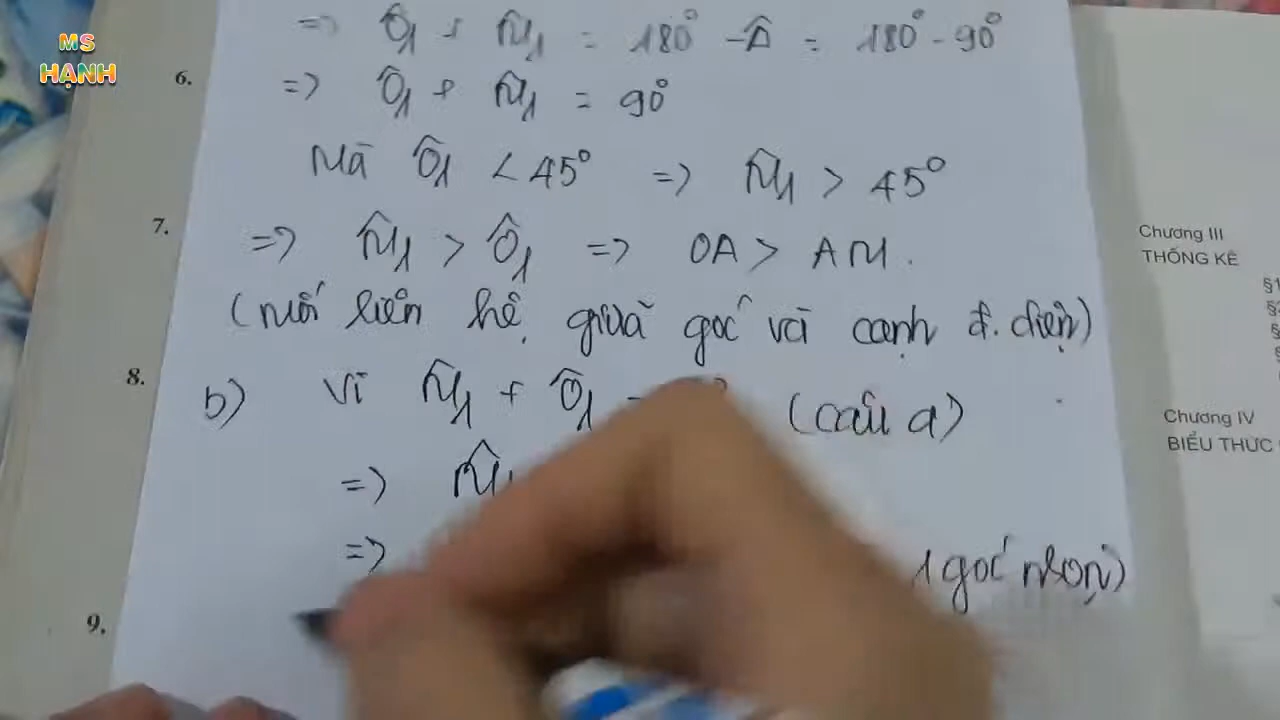 MS
HẠNH
=> Ô1 + M̂1 = 180° - Â = 180° - 90°
6.
=> Ô1 + M̂1 = 90°
Mà Ô1 < 45° => M̂1 > 45°
7.
=> M̂1 > Ô1 => OA > AM.
(mối liên hệ giữa góc và cạnh đ. diện)
8.
b) Vì M̂1 + Ô1 (câu a)
=> M̂1
=> 1 góc nhọn)
9.
Chương III
THỐNG KÊ
Chương IV
BIỂU THỨC